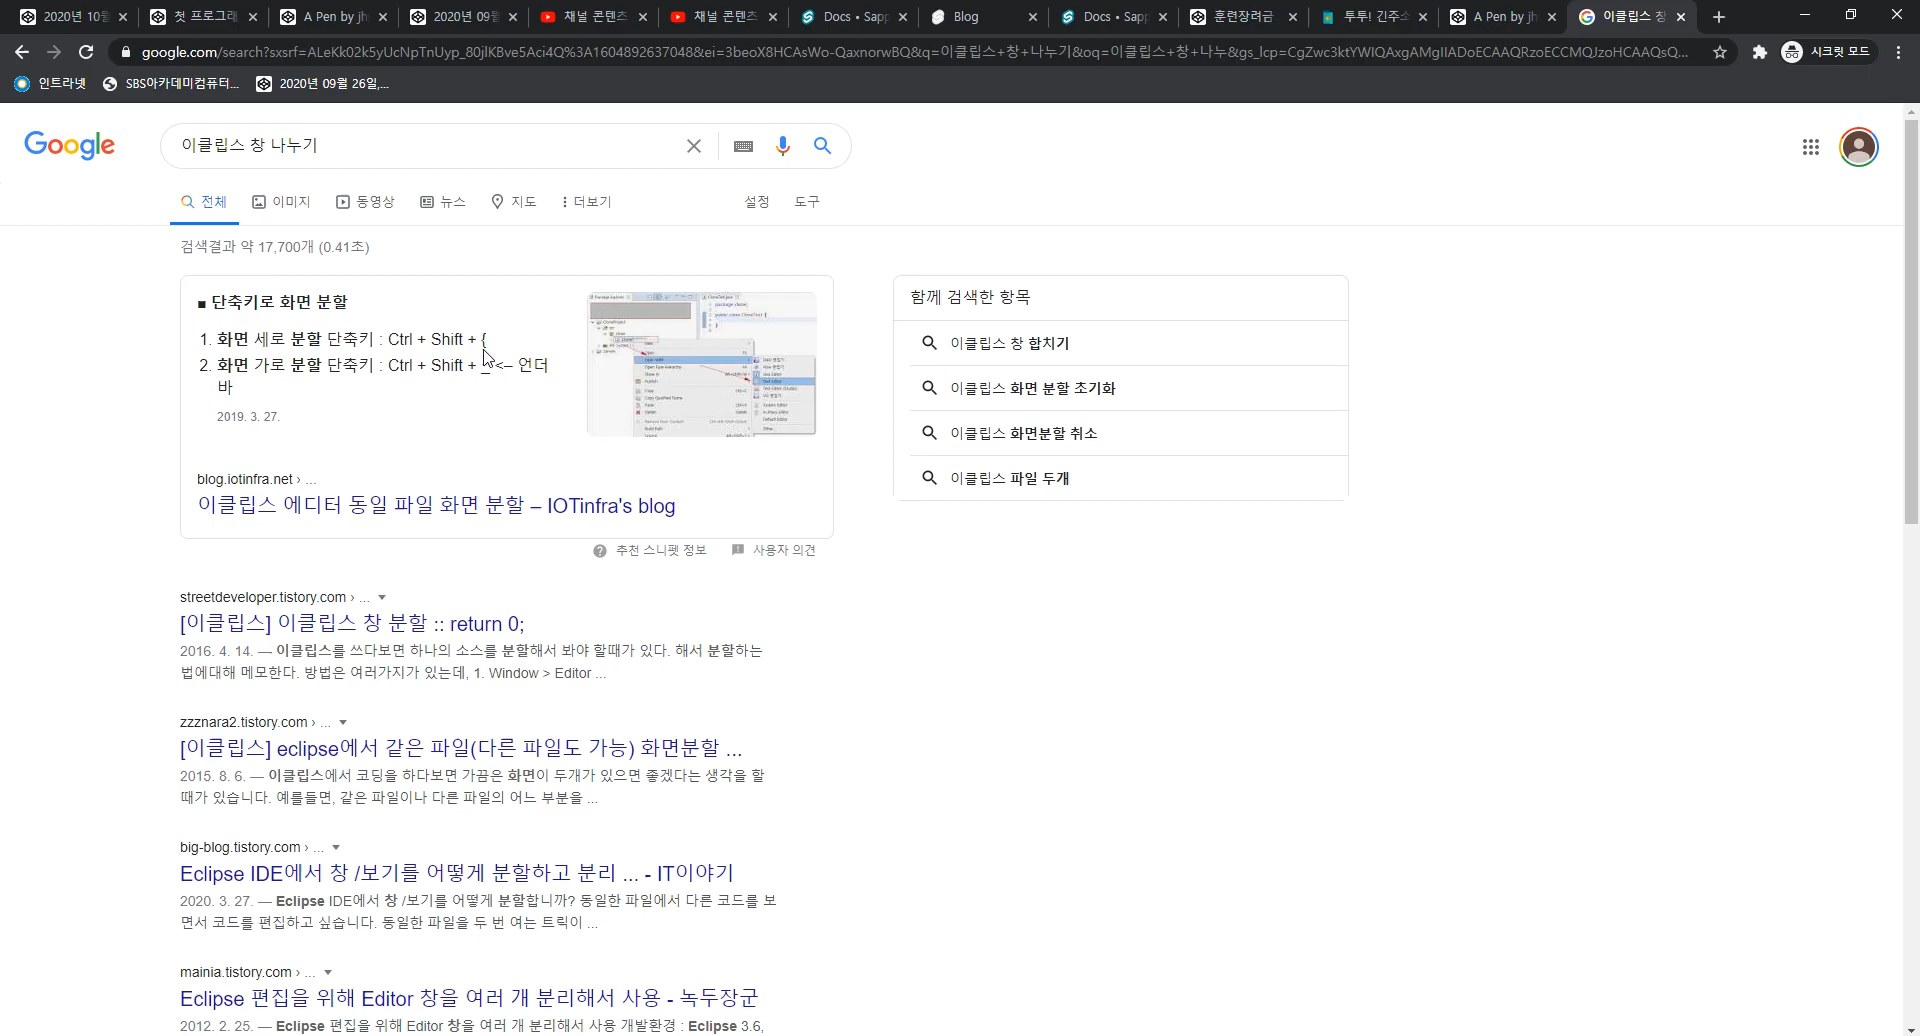 2020년 10월
첫 프로그래
A Pen by jh
2020년 09월
채널 콘텐츠
채널 콘텐츠
Docs • Sapp
Blog
Docs • Sapp
훈련장려금
투투! 긴주소
A Pen by jh
이클립스 창
google.com/search?sxsrf=ALeKk02k5yUcNpTnUyp_80jlKBve5Aci4Q%3A1604892637048&ei=3beoX8HCAsWo-QaxnorwBQ&q=이클립스+창+나누기&oq=이클립스+창+나누&gs_lcp=CgZwc3ktYWIQAxgAMgIIADoECAAQRzoECCMQJzoHCAAQsQ...
시크릿 모드
인트라넷
SBS아카데미컴퓨터...
2020년 09월 26일,...
Google
이클립스 창 나누기
전체
이미지
동영상
뉴스
지도
더보기
설정
도구
검색결과 약 17,700개 (0.41초)
■ 단축키로 화면 분할
1. 화면 세로 분할 단축키 : Ctrl + Shift + {
2. 화면 가로 분할 단축키 : Ctrl + Shift + _ <– 언더
바
2019. 3. 27.
blog.iotinfra.net › ...
이클립스 에디터 동일 파일 화면 분할 – IOTinfra's blog
추천 스니펫 정보
사용자 의견
함께 검색한 항목
이클립스 창 합치기
이클립스 화면 분할 초기화
이클립스 화면분할 취소
이클립스 파일 두개
streetdeveloper.tistory.com › ...
[이클립스] 이클립스 창 분할 :: return 0;
2016. 4. 14. — 이클립스를 쓰다보면 하나의 소스를 분할해서 봐야 할때가 있다. 해서 분할하는
법에대해 메모한다. 방법은 여러가지가 있는데, 1. Window > Editor ...
zzznara2.tistory.com › ...
[이클립스] eclipse에서 같은 파일(다른 파일도 가능) 화면분할 ...
2015. 8. 6. — 이클립스에서 코딩을 하다보면 가끔은 화면이 두개가 있으면 좋겠다는 생각을 할
때가 있습니다. 예를들면, 같은 파일이나 다른 파일의 어느 부분을 ...
big-blog.tistory.com › ...
Eclipse IDE에서 창 /보기를 어떻게 분할하고 분리 ... - IT이야기
2020. 3. 27. — Eclipse IDE에서 창 /보기를 어떻게 분할합니까? 동일한 파일에서 다른 코드를 보
면서 코드를 편집하고 싶습니다. 동일한 파일을 두 번 여는 트릭이 ...
mainia.tistory.com › ...
Eclipse 편집을 위해 Editor 창을 여러 개 분리해서 사용 - 녹두장군
2012. 2. 25. — Eclipse 편집을 위해 Editor 창을 여러 개 분리해서 사용 개발환경 : Eclipse 3.6,